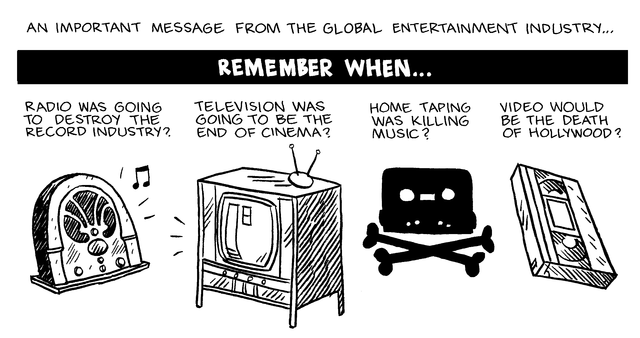 AN IMPORTANT MESSAGE FROM THE GLOBAL ENTERTAINMENT INDUSTRY...
REMEMBER WHEN...
RADIO WAS GOING
TO DESTROY THE
RECORD INDUSTRY?
TELEVISION WAS
GOING TO BE THE
END OF CINEMA?
HOME TAPING
WAS KILLING
MUSIC?
VIDEO WOULD
BE THE DEATH
OF HOLLYWOOD?